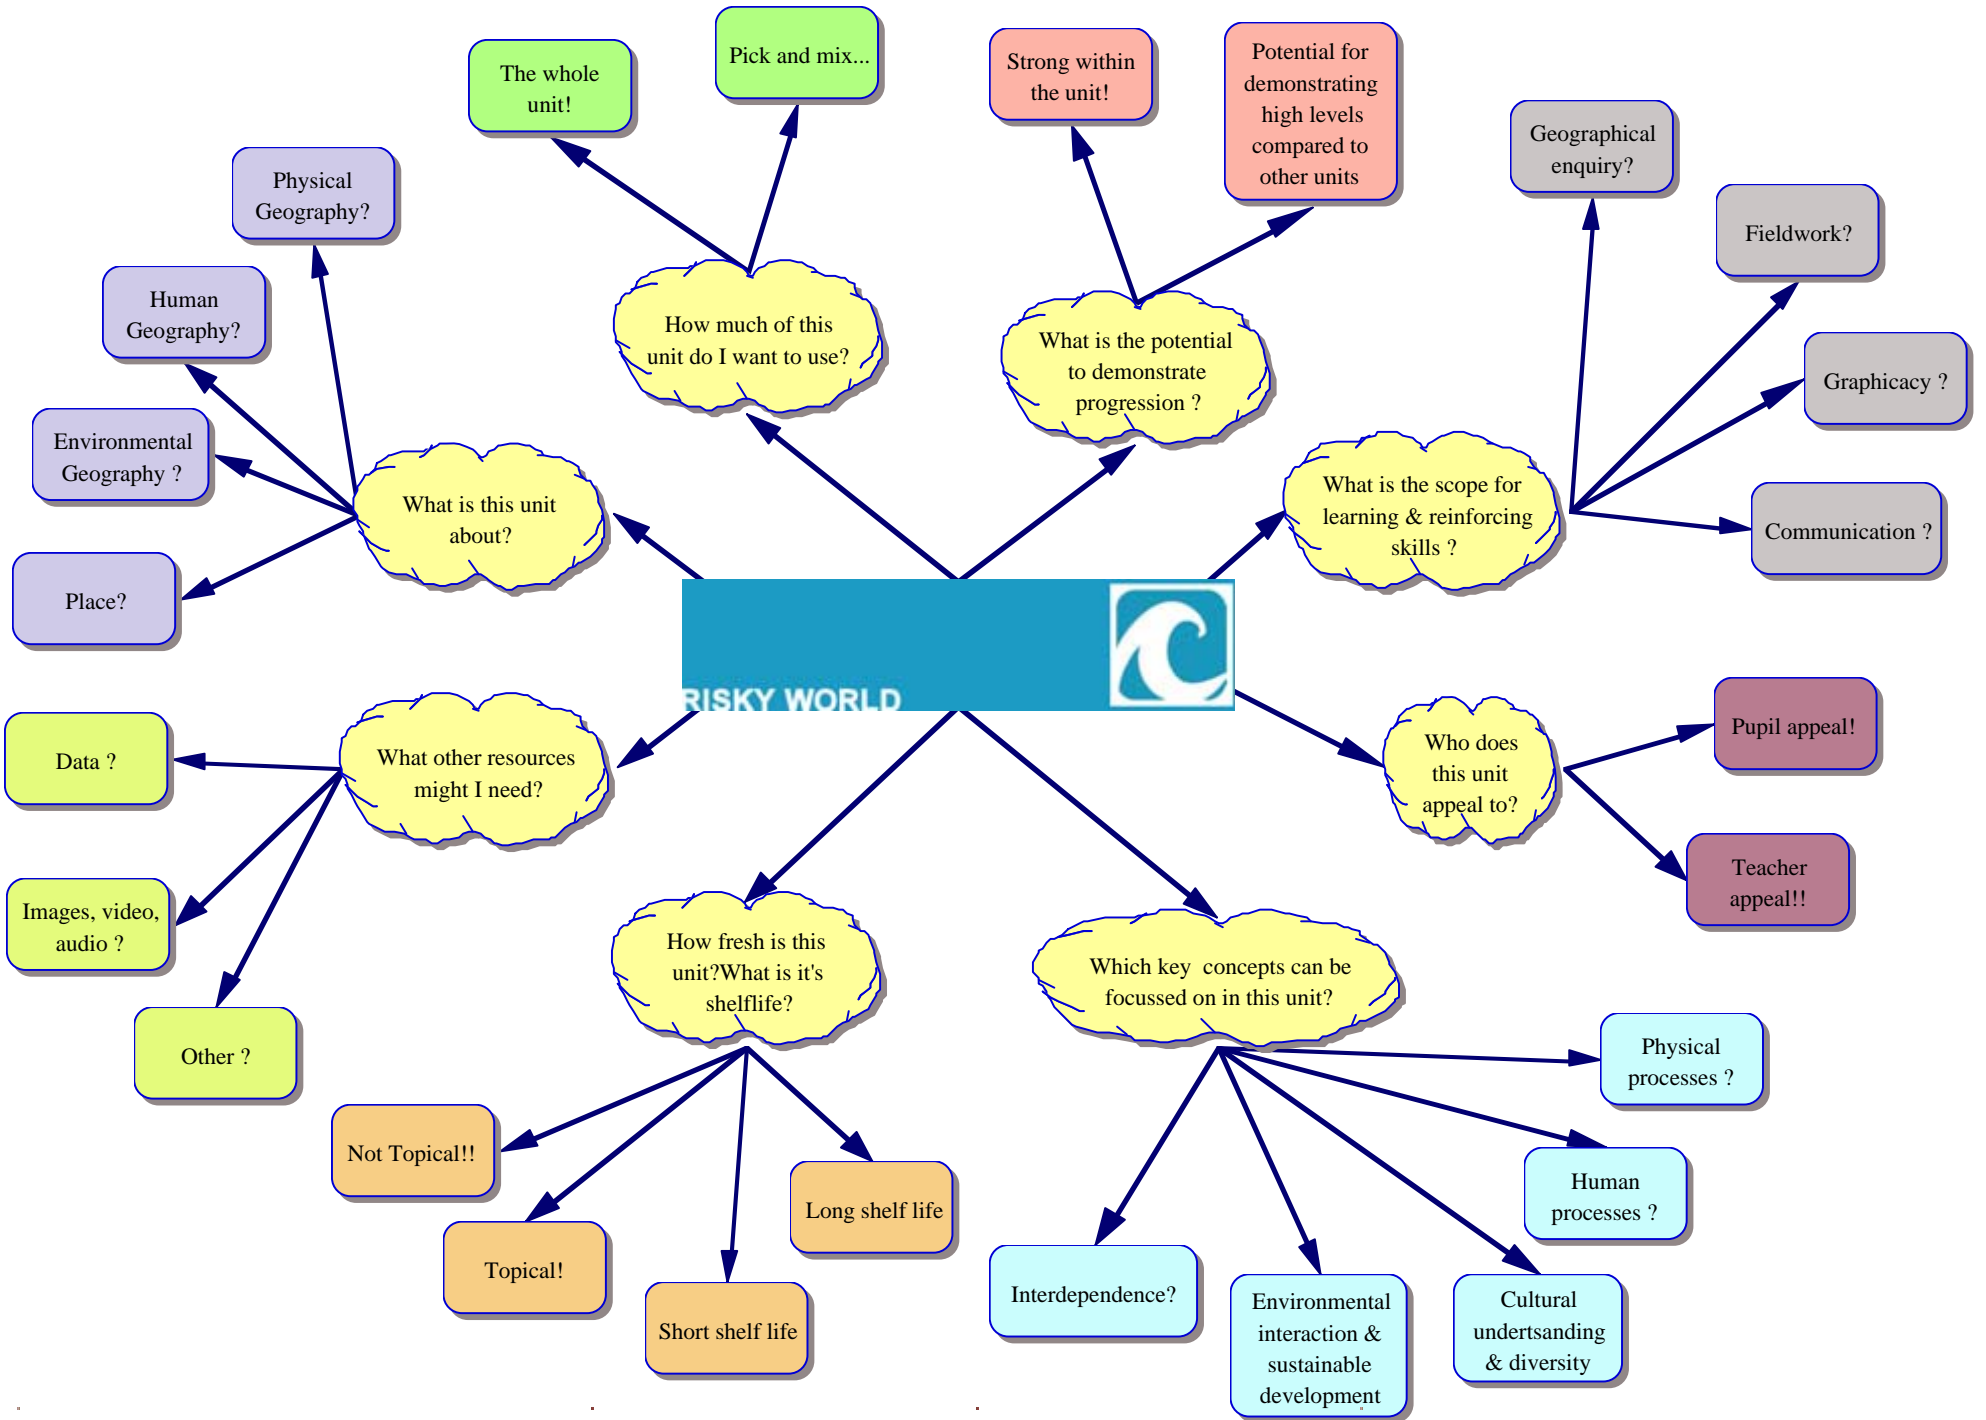 Pick and mix...
The whole
unit!
Strong within
the unit!
Potential for
demonstrating
high levels
compared to
other units
Geographical
enquiry?
Physical
Geography?
Fieldwork?
Human
Geography?
How much of this
unit do I want to use?
What is the potential
to demonstrate
progression ?
Graphicacy ?
Environmental
Geography ?
What is this unit
about?
What is the scope for
learning & reinforcing
skills ?
Communication ?
Place?
RISKY WORLD
Data ?
What other resources
might I need?
Who does
this unit
appeal to?
Pupil appeal!
Teacher
appeal!!
Images, video,
audio ?
How fresh is this
unit?What is it's
shelflife?
Which key concepts can be
focussed on in this unit?
Other ?
Physical
processes ?
Not Topical!!
Long shelf life
Human
processes ?
Topical!
Short shelf life
Interdependence?
Environmental
interaction &
sustainable
development
Cultural
undertsanding
& diversity